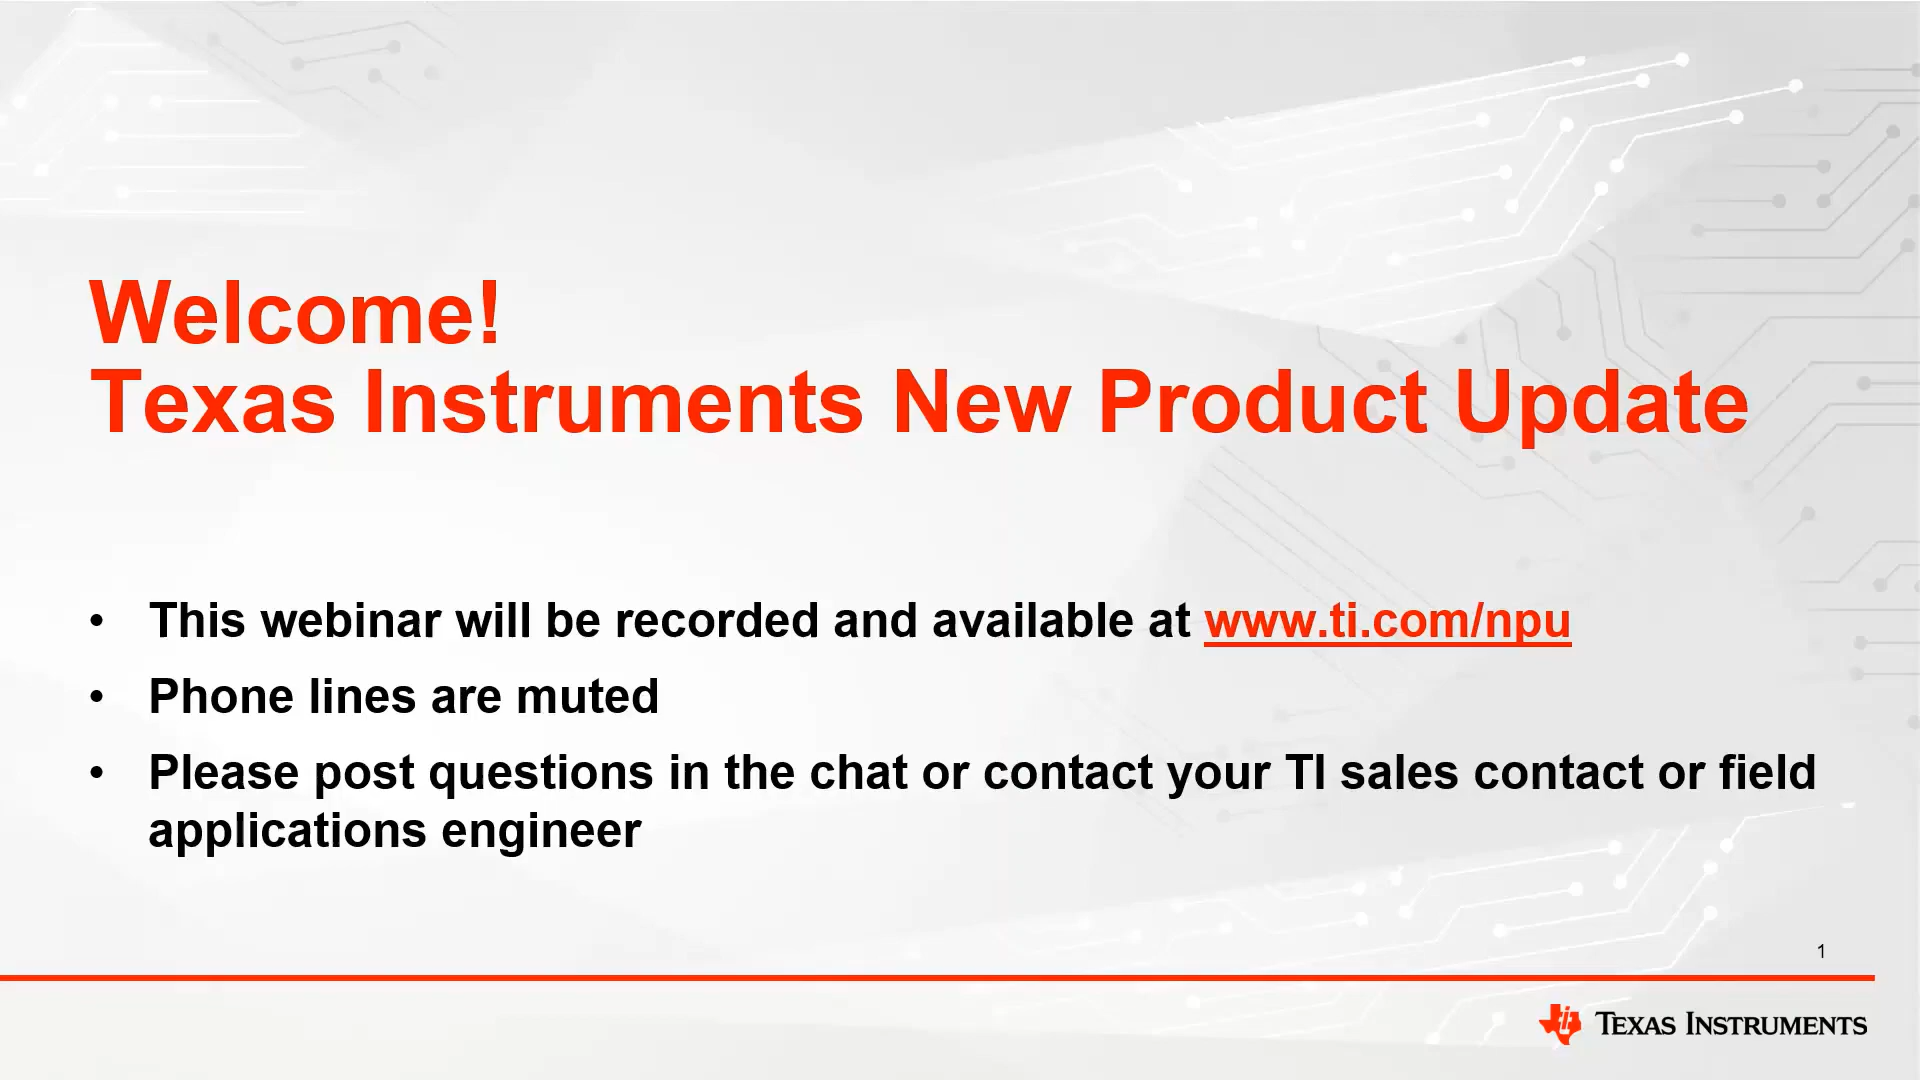 Welcome!
Texas Instruments New Product Update
• This webinar will be recorded and available at www.ti.com/npu
• Phone lines are muted
• Please post questions in the chat or contact your TI sales contact or field
applications engineer
1
TEXAS INSTRUMENTS